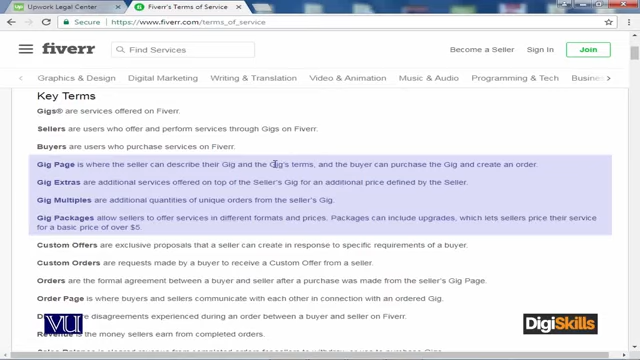 Upwork Legal Center
Fiverr's Terms of Service
Secure
https://www.fiverr.com/terms_of_service
fiverr
Find Services
Become a Seller
Sign In
Join
Graphics & Design
Digital Marketing
Writing & Translation
Video & Animation
Music & Audio
Programming & Tech
Busines
Key Terms
Gigs® are services offered on Fiverr.
Sellers are users who offer and perform services through Gigs on Fiverr.
Buyers are users who purchase services on Fiverr.
Gig Page is where the seller can describe their Gig and the Gig's terms, and the buyer can purchase the Gig and create an order.
Gig Extras are additional services offered on top of the Seller's Gig for an additional price defined by the Seller.
Gig Multiples are additional quantities of unique orders from the seller's Gig.
Gig Packages allow sellers to offer services in different formats and prices. Packages can include upgrades, which lets sellers price their service
for a basic price of over $5.
Custom Offers are exclusive proposals that a seller can create in response to specific requirements of a buyer.
Custom Orders are requests made by a buyer to receive a Custom Offer from a seller.
Orders are the formal agreement between a buyer and seller after a purchase was made from the seller's Gig Page.
Order Page is where buyers and sellers communicate with each other in connection with an ordered Gig.
are disagreements experienced during an order between a buyer and seller on Fiverr.
Revenue is the money sellers earn from completed orders.
VU
DigiSkills